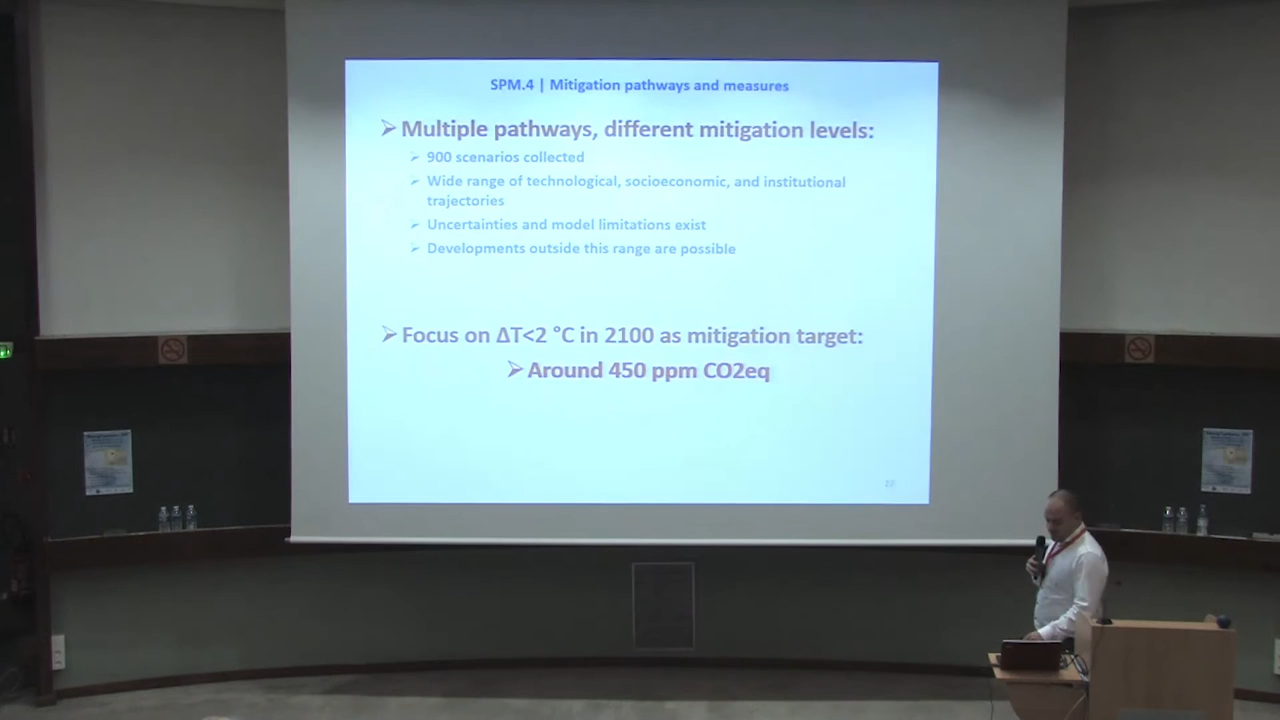 SPM.4 | Mitigation pathways and measures
➢ Multiple pathways, different mitigation levels:
➢ 900 scenarios collected
➢ Wide range of technological, socioeconomic, and institutional
trajectories
➢ Uncertainties and model limitations exist
➢ Developments outside this range are possible
➢ Focus on ΔT<2 °C in 2100 as mitigation target:
➢ Around 450 ppm CO2eq